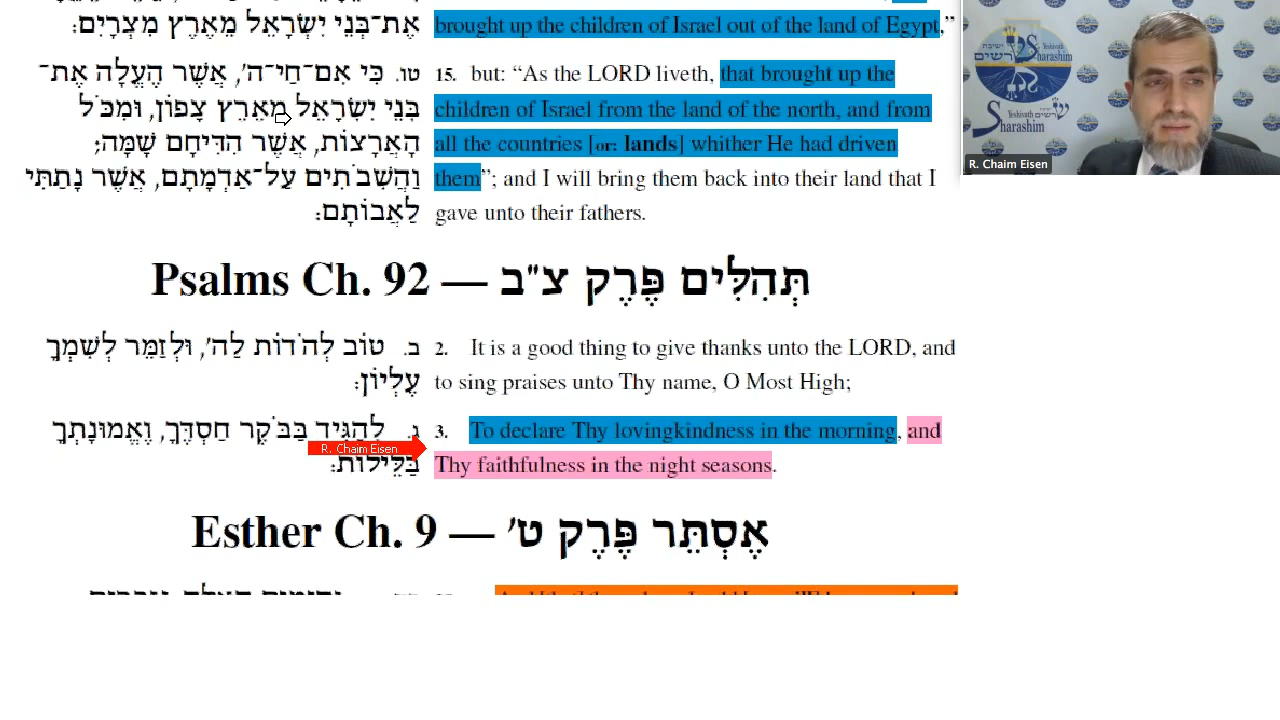 אֶת־בְּנֵי יִשְׂרָאֵל מֵאֶרֶץ מִצְרָיִם:
brought up the children of Israel out of the land of Egypt,”
טו. כִּי אִם־חַי־ה', אֲשֶׁר הֶעֱלָה אֶת־
בְּנֵי יִשְׂרָאֵל מֵאֶרֶץ צָפוֹן, וּמִכֹּל
הָאֲרָצוֹת, אֲשֶׁר הִדִּיחָם שָׁמָּה;
וַהֲשִׁבֹתִים עַל־אַדְמָתָם, אֲשֶׁר נָתַתִּי
לַאֲבוֹתָם:
15. but: “As the LORD liveth, that brought up the
children of Israel from the land of the north, and from
all the countries [or: lands] whither He had driven
them”; and I will bring them back into their land that I
gave unto their fathers.
Psalms Ch. 92 — תְּהִלִּים פֶּרֶק צ"ב
ב. טוֹב לְהֹדוֹת לַה', וּלְזַמֵּר לְשִׁמְךָ
עֶלְיוֹן:
2. It is a good thing to give thanks unto the LORD, and
to sing praises unto Thy name, O Most High;
ג. לְהַגִּיד בַּבֹּקֶר חַסְדֶּךָ, וֶאֱמוּנָתְךָ
בַּלֵּילוֹת:
3. To declare Thy lovingkindness in the morning, and
Thy faithfulness in the night seasons.
R. Chaim Eisen
Esther Ch. 9 — אֶסְתֵּר פֶּרֶק ט'
ישיבת
שרשים
Yeshivath
Sharashim
Yeshivath
Sharashim
R. Chaim Eisen